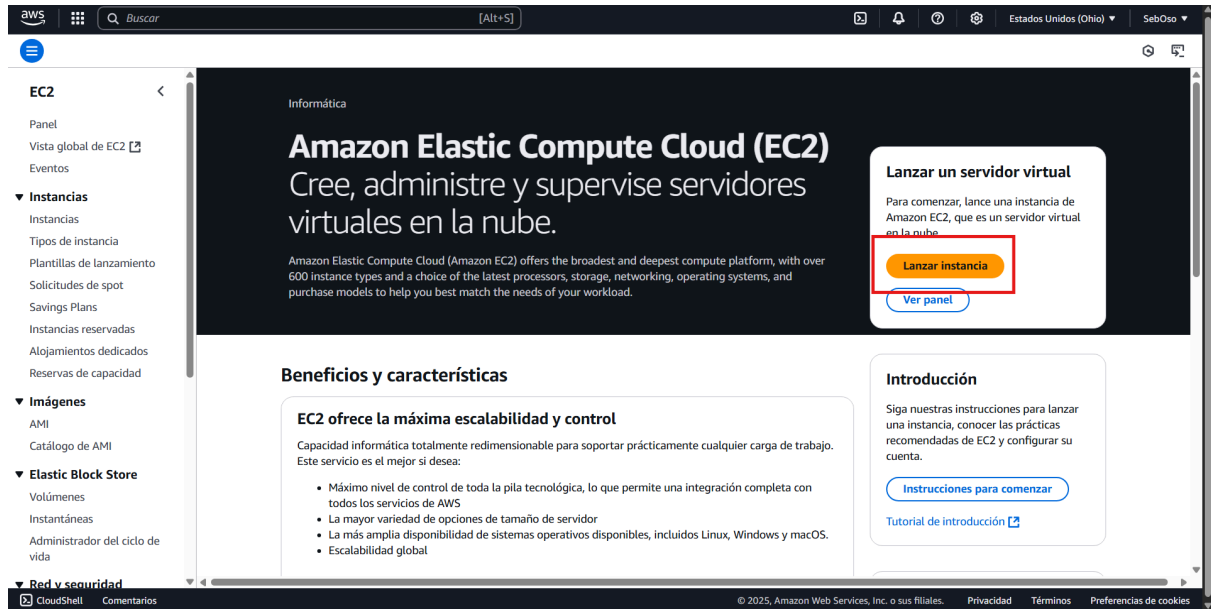 aws
Buscar
[Alt+S]
Estados Unidos (Ohio) ▼
SebOso ▼
EC2
Panel
Vista global de EC2
Eventos
▼ Instancias
Instancias
Tipos de instancia
Plantillas de lanzamiento
Solicitudes de spot
Savings Plans
Instancias reservadas
Alojamientos dedicados
Reservas de capacidad
▼ Imágenes
AMI
Catálogo de AMI
▼ Elastic Block Store
Volúmenes
Instantáneas
Administrador del ciclo de
vida
▼ Red y seguridad
Informática
Amazon Elastic Compute Cloud (EC2)
Cree, administre y supervise servidores
virtuales en la nube.
Amazon Elastic Compute Cloud (Amazon EC2) offers the broadest and deepest compute platform, with over
600 instance types and a choice of the latest processors, storage, networking, operating systems, and
purchase models to help you best match the needs of your workload.
Lanzar un servidor virtual
Para comenzar, lance una instancia de
Amazon EC2, que es un servidor virtual
en la nube.
Lanzar instancia
Ver panel
Beneficios y características
EC2 ofrece la máxima escalabilidad y control
Capacidad informática totalmente redimensionable para soportar prácticamente cualquier carga de trabajo.
Este servicio es el mejor si desea:
• Máximo nivel de control de toda la pila tecnológica, lo que permite una integración completa con
todos los servicios de AWS
• La mayor variedad de opciones de tamaño de servidor
• La más amplia disponibilidad de sistemas operativos disponibles, incluidos Linux, Windows y macOS.
• Escalabilidad global
Introducción
Siga nuestras instrucciones para lanzar
una instancia, conocer las prácticas
recomendadas de EC2 y configurar su
cuenta.
Instrucciones para comenzar
Tutorial de introducción
CloudShell
Comentarios
© 2025, Amazon Web Services, Inc. o sus filiales.
Privacidad
Términos
Preferencias de cookies